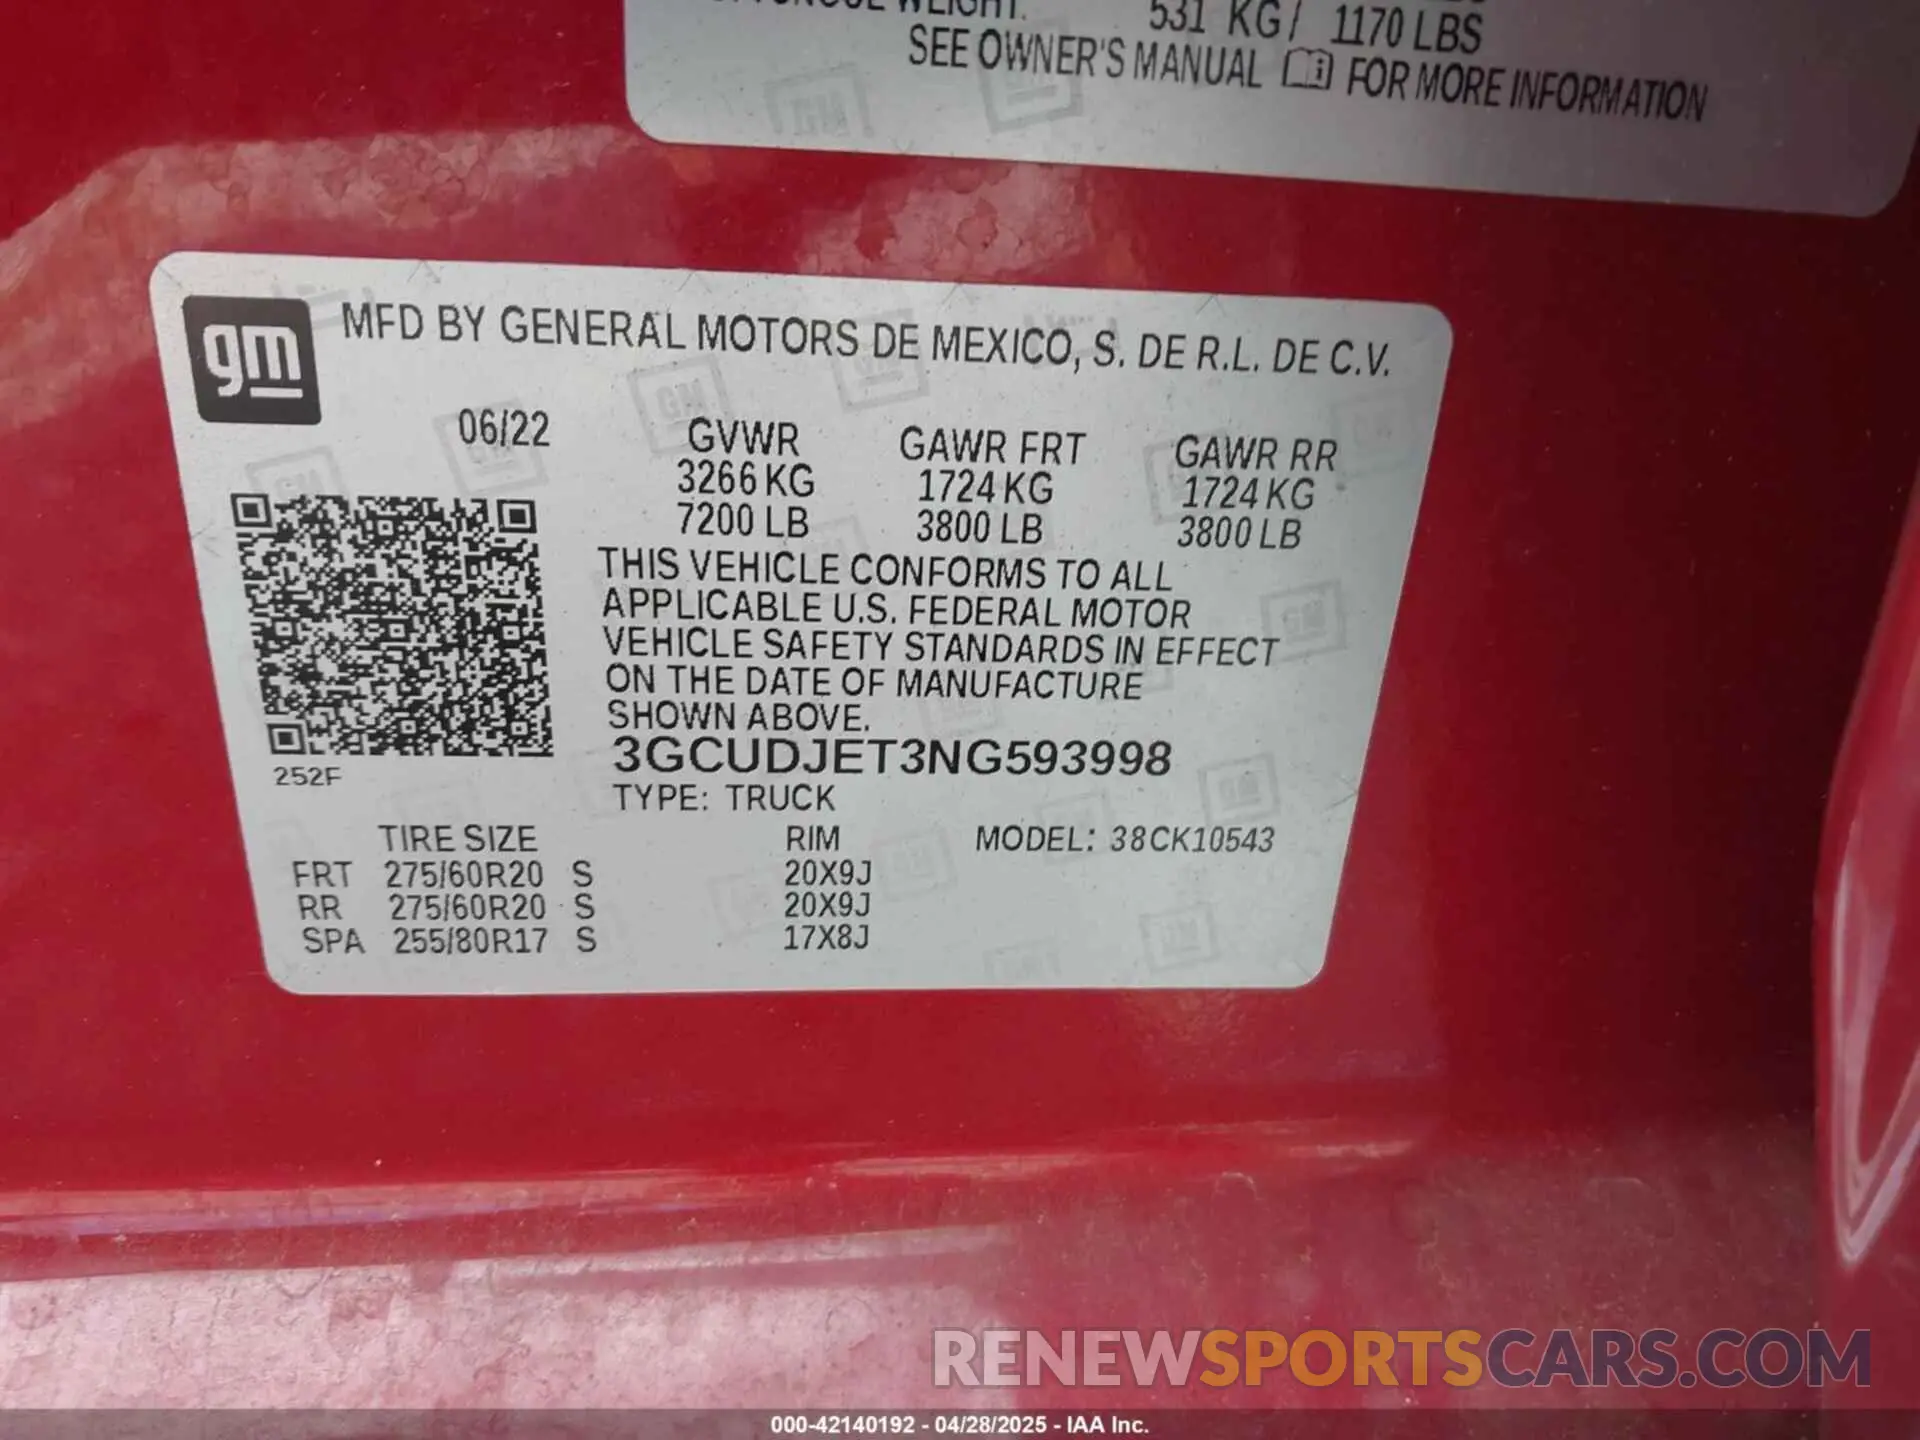 WEIGHT: 531 KG / 1170 LBS
SEE OWNER'S MANUAL FOR MORE INFORMATION
gm
MFD BY GENERAL MOTORS DE MEXICO, S. DE R.L. DE C.V.
06/22
GVWR GAWR FRT GAWR RR
3266 KG 1724 KG 1724 KG
7200 LB 3800 LB 3800 LB
THIS VEHICLE CONFORMS TO ALL
APPLICABLE U.S. FEDERAL MOTOR
VEHICLE SAFETY STANDARDS IN EFFECT
ON THE DATE OF MANUFACTURE
SHOWN ABOVE.
3GCUDJET3NG593998
252F
TYPE: TRUCK
TIRE SIZE RIM MODEL: 38CK10543
FRT 275/60R20 S 20X9J
RR 275/60R20 S 20X9J
SPA 255/80R17 S 17X8J
RENEWSPORTSCARS.COM
000-42140192 - 04/28/2025 - IAA Inc.